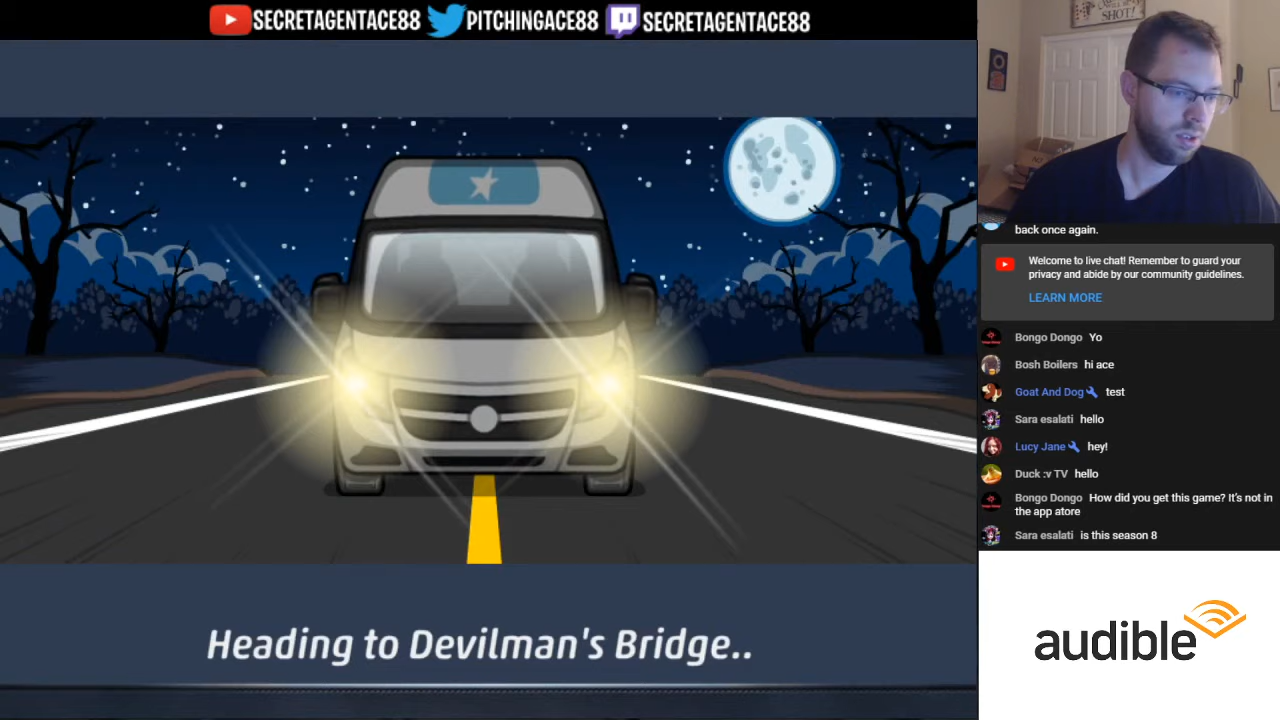 SECRETAGENTACE88 PITCHINGACE88 SECRETAGENTACE88
SHOT!
back once again.
Welcome to live chat! Remember to guard your
privacy and abide by our community guidelines.
LEARN MORE
Bongo Dongo Yo
Bosh Boilers hi ace
Goat And Dog test
Sara esalati hello
Lucy Jane hey!
Duck :v TV hello
Bongo Dongo How did you get this game? It's not in
the app atore
Sara esalati is this season 8
audible
Heading to Devilman's Bridge..